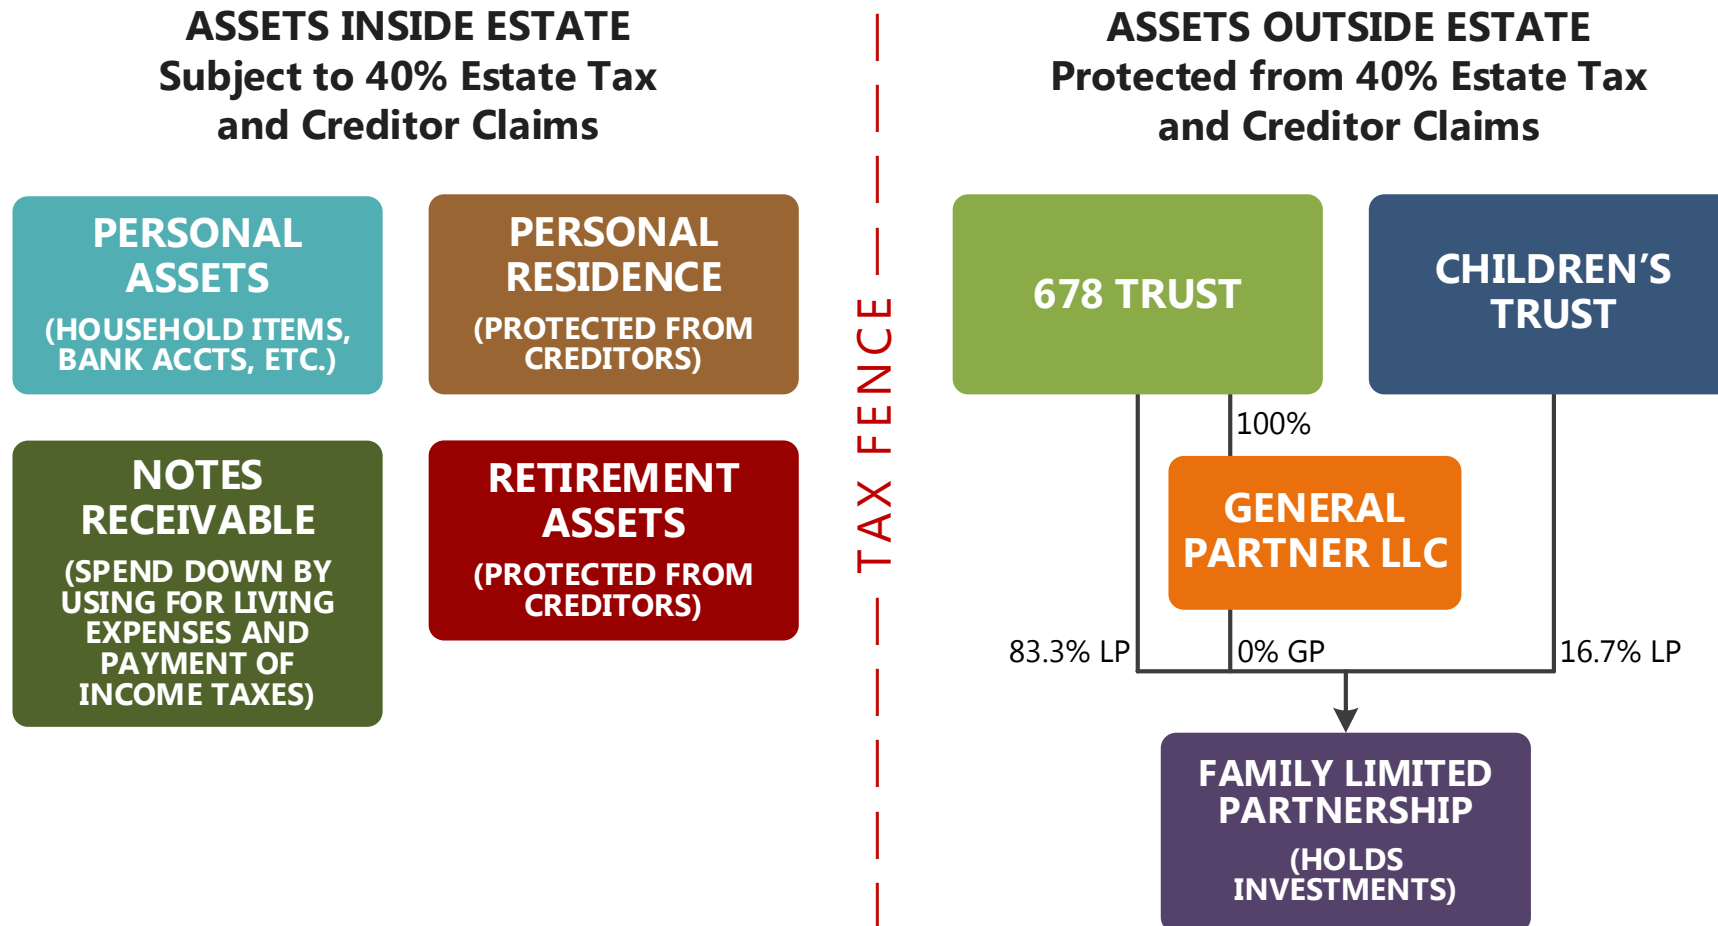 ASSETS INSIDE ESTATE
Subject to 40% Estate Tax
and Creditor Claims
PERSONAL
ASSETS
(HOUSEHOLD ITEMS,
BANK ACCTS, ETC.)
PERSONAL
RESIDENCE
(PROTECTED FROM
CREDITORS)
NOTES
RECEIVABLE
(SPEND DOWN BY
USING FOR LIVING
EXPENSES AND
PAYMENT OF
INCOME TAXES)
RETIREMENT
ASSETS
(PROTECTED FROM
CREDITORS)
TAX FENCE
ASSETS OUTSIDE ESTATE
Protected from 40% Estate Tax
and Creditor Claims
678 TRUST
CHILDREN’S
TRUST
100%
GENERAL
PARTNER LLC
83.3% LP
0% GP
16.7% LP
FAMILY LIMITED
PARTNERSHIP
(HOLDS
INVESTMENTS)